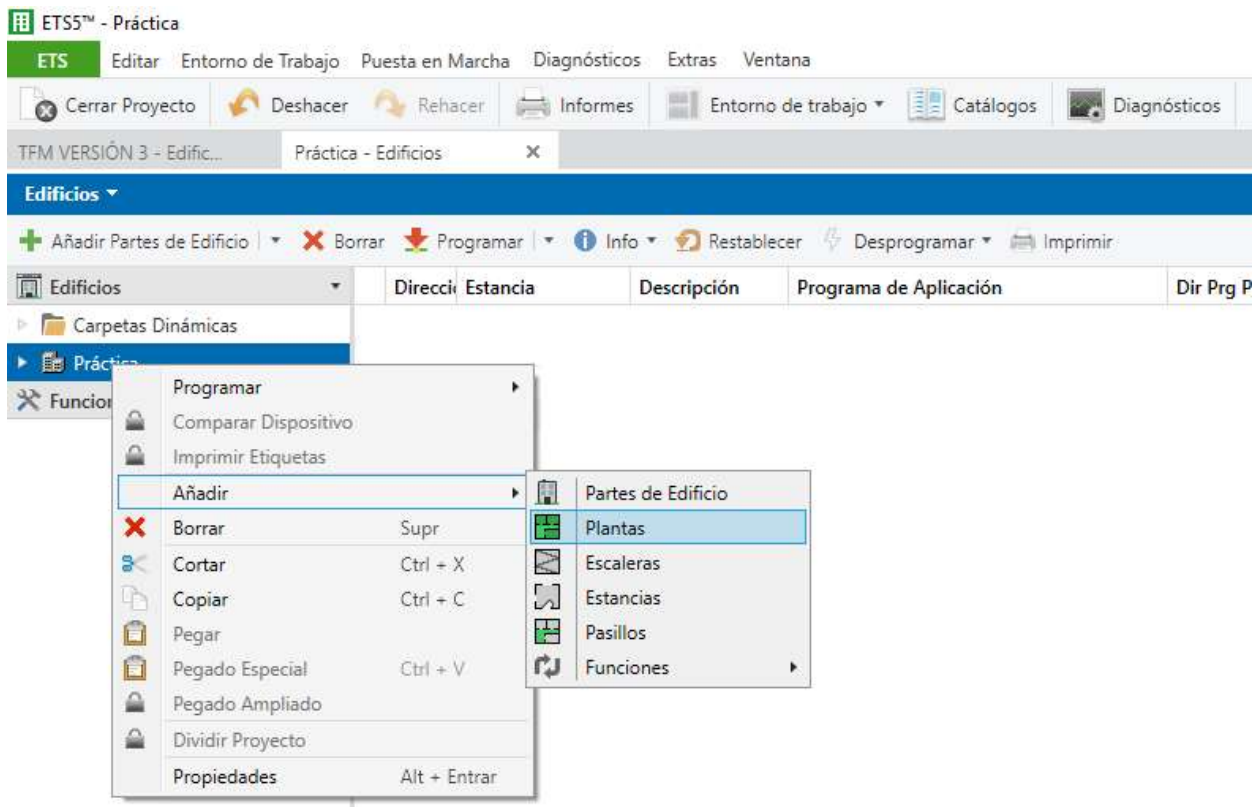 ETS5™ - Práctica
ETS Editar Entorno de Trabajo Puesta en Marcha Diagnósticos Extras Ventana
Cerrar Proyecto Deshacer Rehacer Informes Entorno de trabajo Catálogos Diagnósticos
TFM VERSIÓN 3 - Edific... Práctica - Edificios
Edificios
Añadir Partes de Edificio Borrar Programar Info Restablecer Desprogramar Imprimir
Edificios Direcci Estancia Descripción Programa de Aplicación Dir Prg P
Carpetas Dinámicas
Práctica
Programar
Funcion
Comparar Dispositivo
Imprimir Etiquetas
Añadir Partes de Edificio
Borrar Supr Plantas
Cortar Ctrl + X Escaleras
Copiar Ctrl + C Estancias
Pegar Pasillos
Pegado Especial Ctrl + V Funciones
Pegado Ampliado
Dividir Proyecto
Propiedades Alt + Entrar